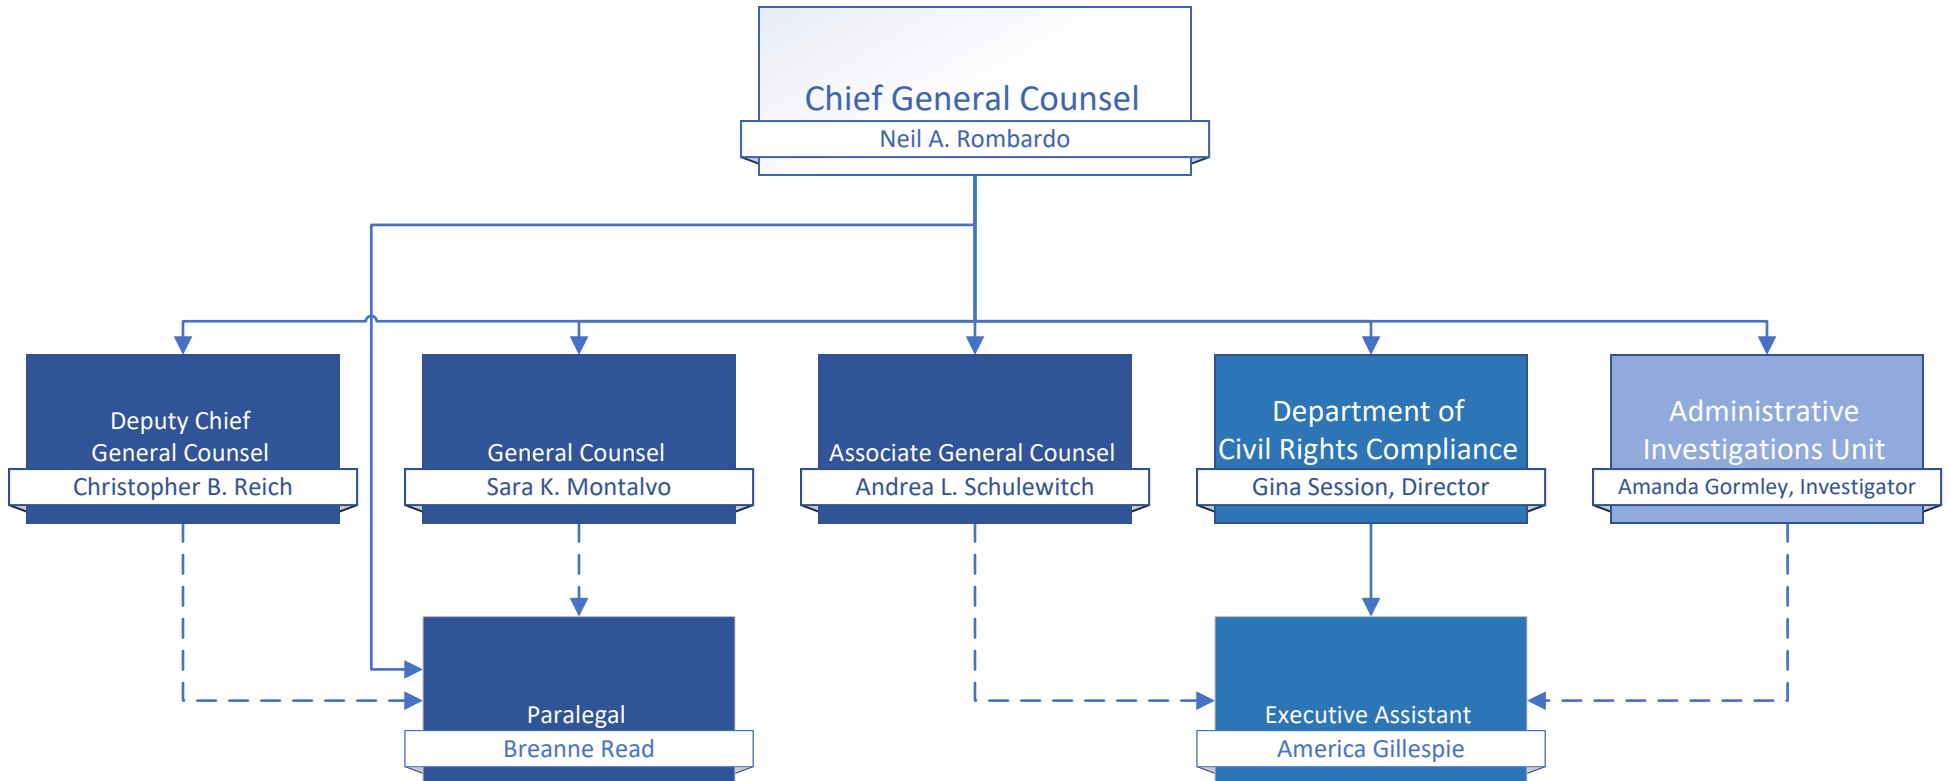 Chief General Counsel
Neil A. Rombardo
Deputy Chief
General Counsel
Christopher B. Reich
General Counsel
Sara K. Montalvo
Associate General Counsel
Andrea L. Schulewitch
Department of
Civil Rights Compliance
Gina Session, Director
Administrative
Investigations Unit
Amanda Gormley, Investigator
Paralegal
Breanne Read
Executive Assistant
America Gillespie